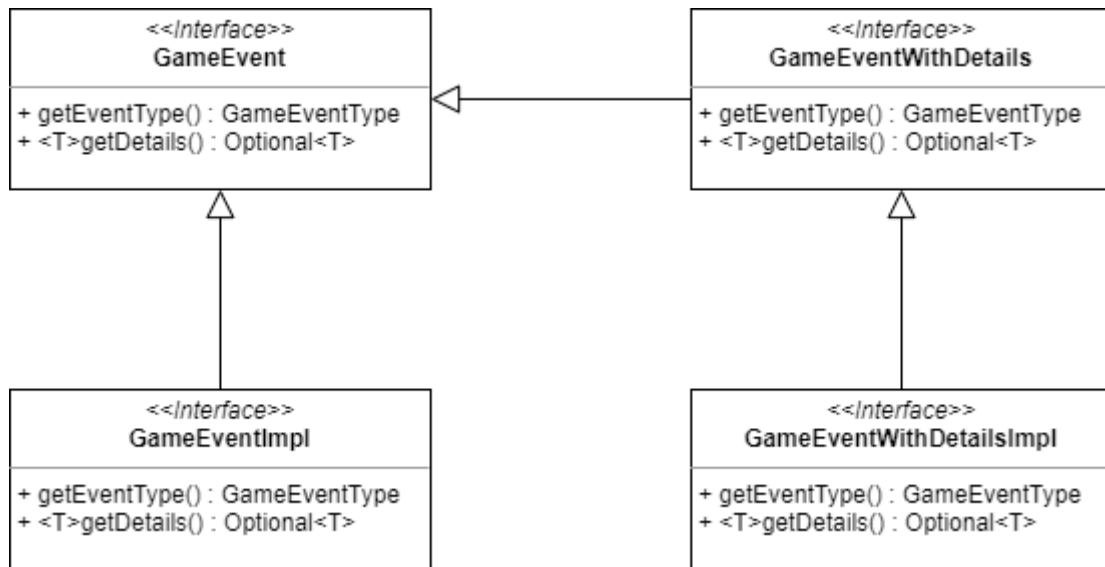 <<Interface>>
GameEvent
+ getEventType() : GameEventType
+ <T>getDetails() : Optional<T>
<<Interface>>
GameEventWithDetails
+ getEventType() : GameEventType
+ <T>getDetails() : Optional<T>
<<Interface>>
GameEventImpl
+ getEventType() : GameEventType
+ <T>getDetails() : Optional<T>
<<Interface>>
GameEventWithDetailsImpl
+ getEventType() : GameEventType
+ <T>getDetails() : Optional<T>